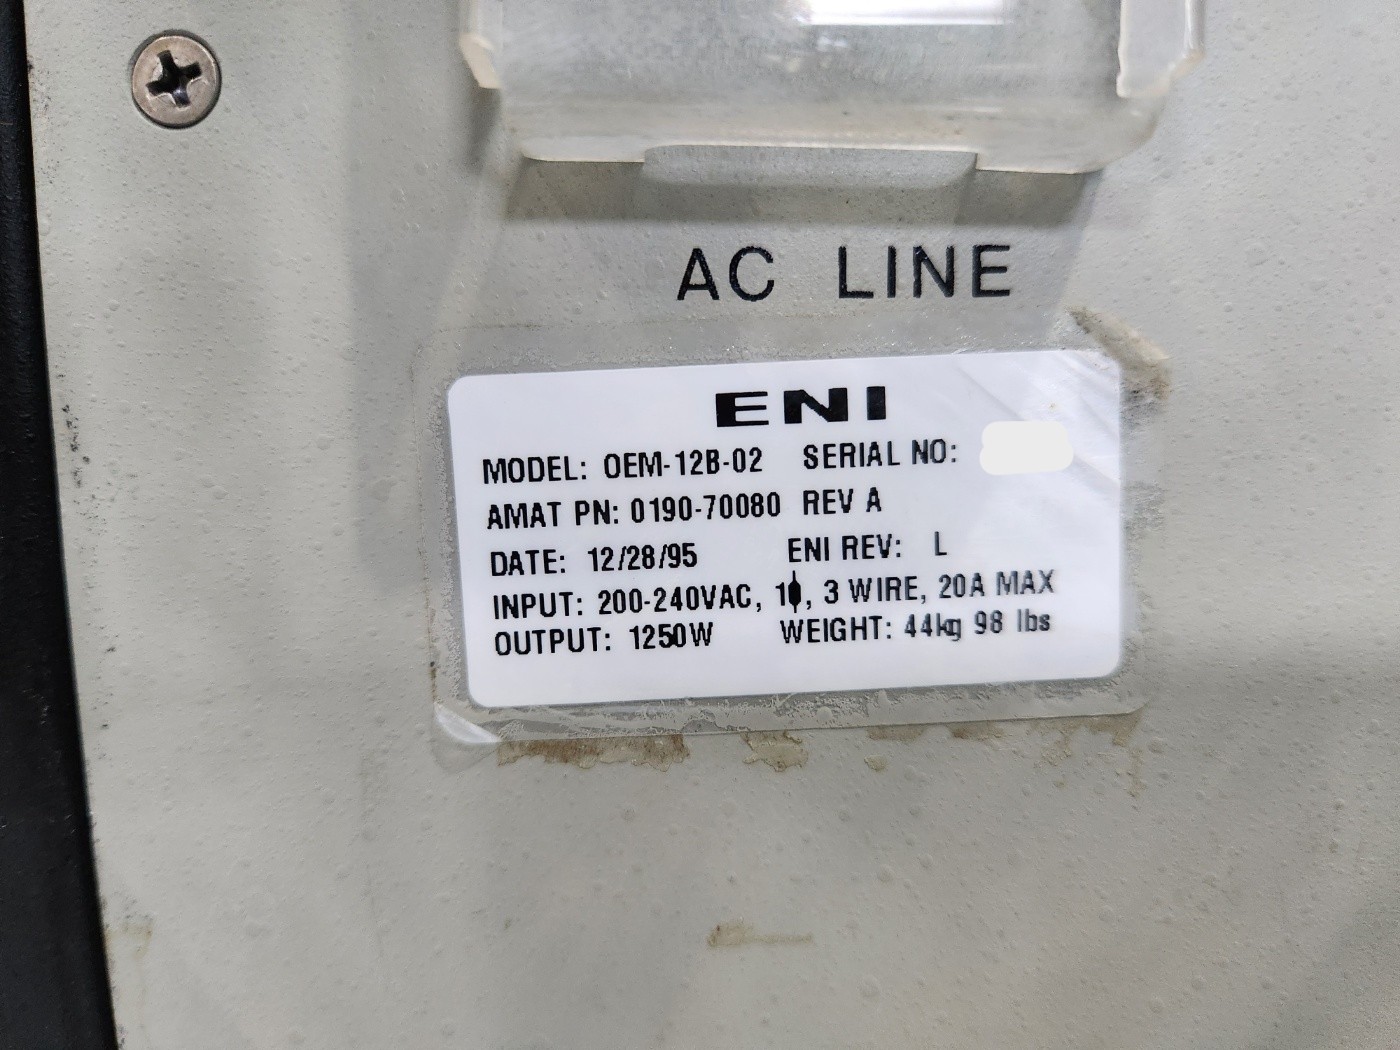 AC LINE
ENI
MODEL: OEM-12B-02 SERIAL NO:
AMAT PN: 0190-70080 REV A
DATE: 12/28/95 ENI REV: L
INPUT: 200-240VAC, 1ϕ, 3 WIRE, 20A MAX
OUTPUT: 1250W WEIGHT: 44kg 98 lbs